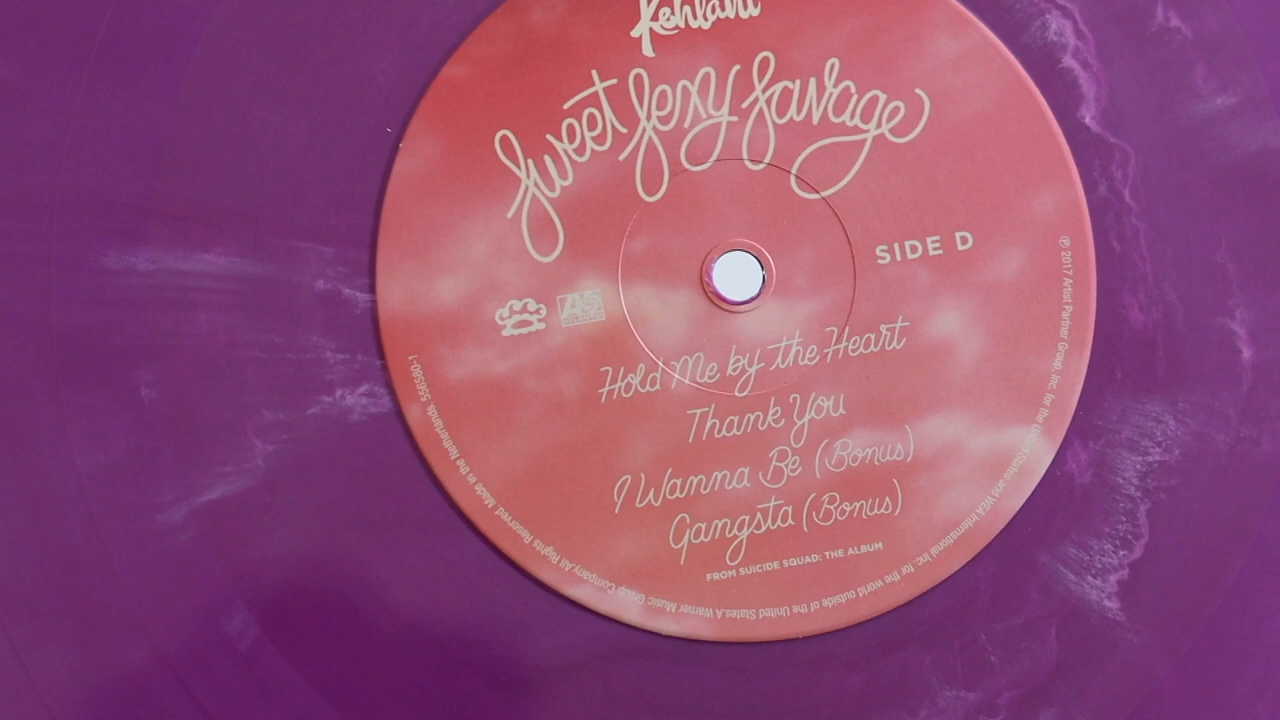 Kehlani
Sweet Sexy Savage
SIDE D
Hold Me by the Heart
Thank You
I Wanna Be (Bonus)
Gangsta (Bonus)
FROM SUICIDE SQUAD: THE ALBUM
℗ 2017 Artist Partner Group, Inc. for the United States and WEA International Inc. for the world outside of the United States. A Warner Music Group Company. All Rights Reserved. Made in the Netherlands. 556580-1